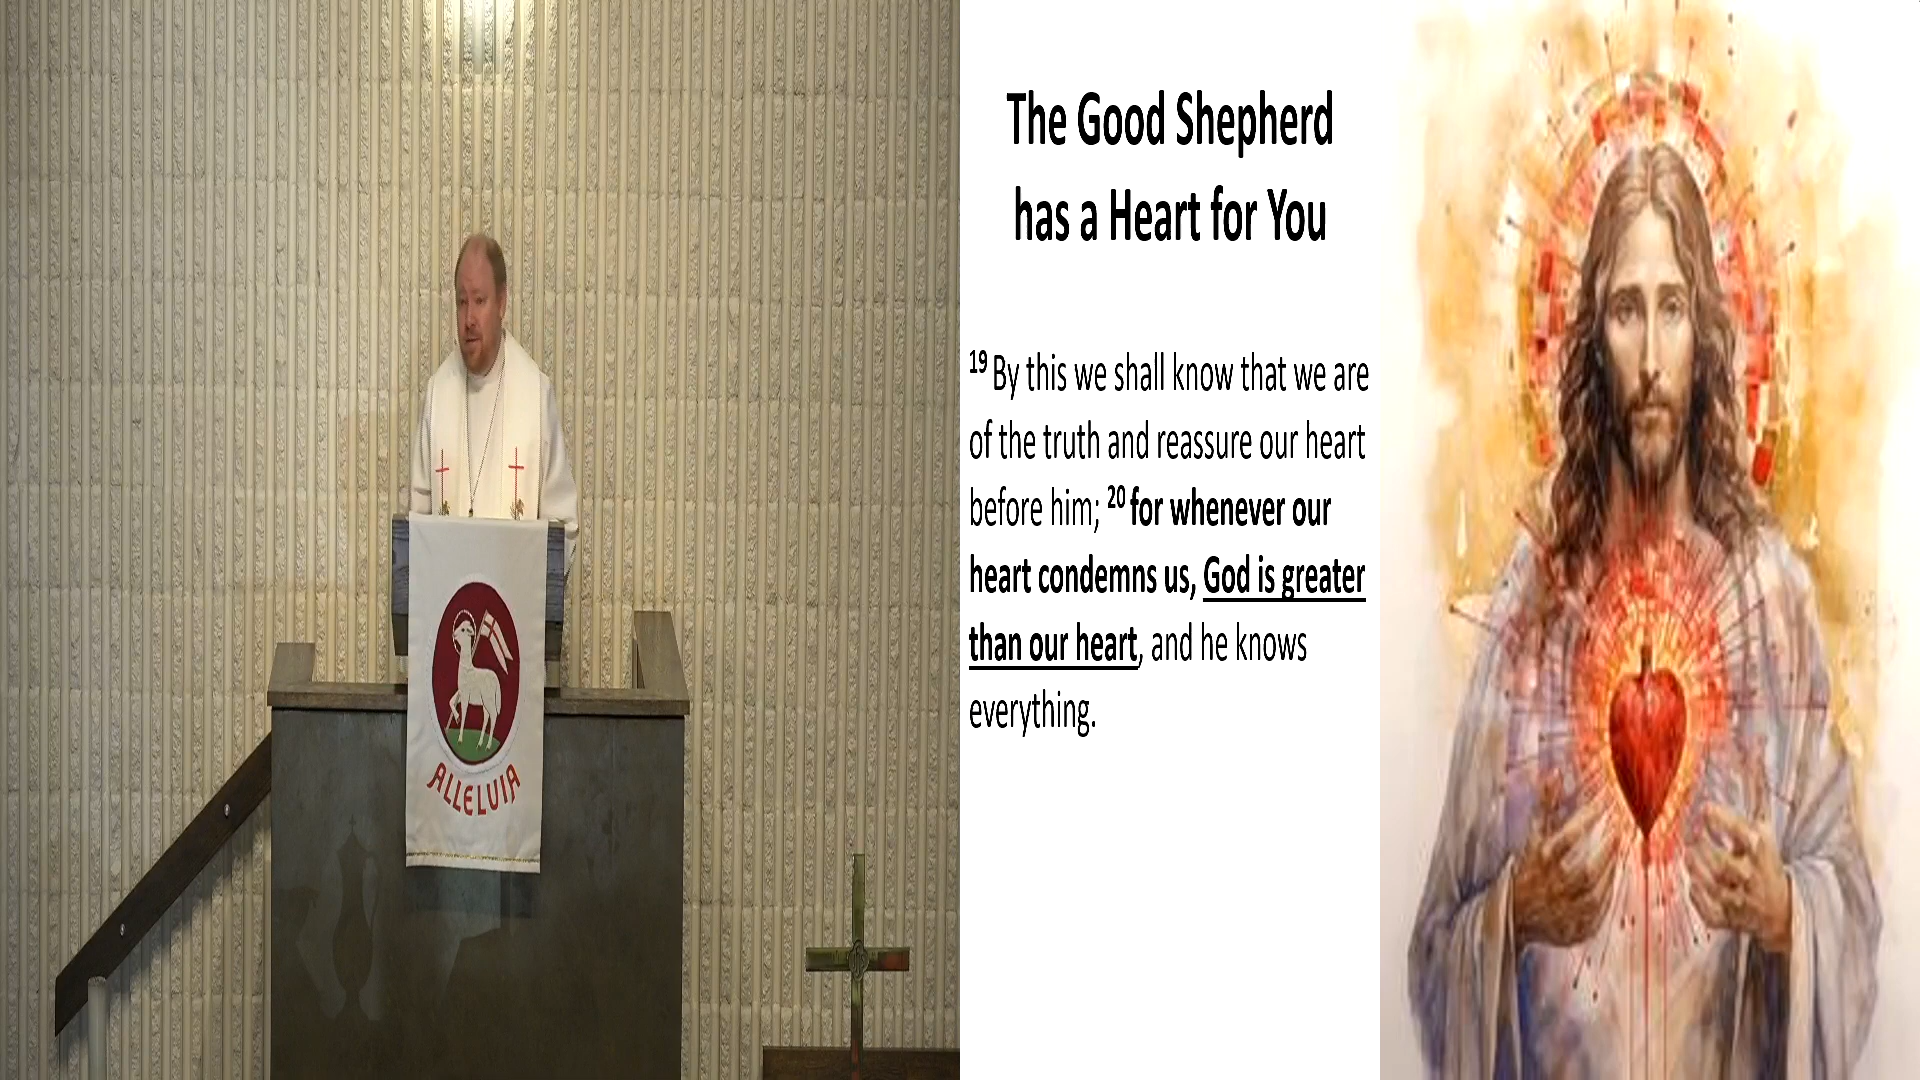 The Good Shepherd
has a Heart for You
19 By this we shall know that we are
of the truth and reassure our heart
before him; 20 for whenever our
heart condemns us, God is greater
than our heart, and he knows
everything.
ALLELUIA